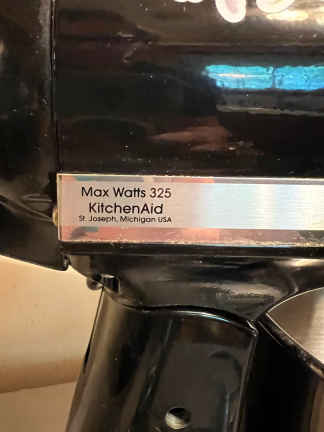 Max Watts 325
KitchenAid
St. Joseph, Michigan USA